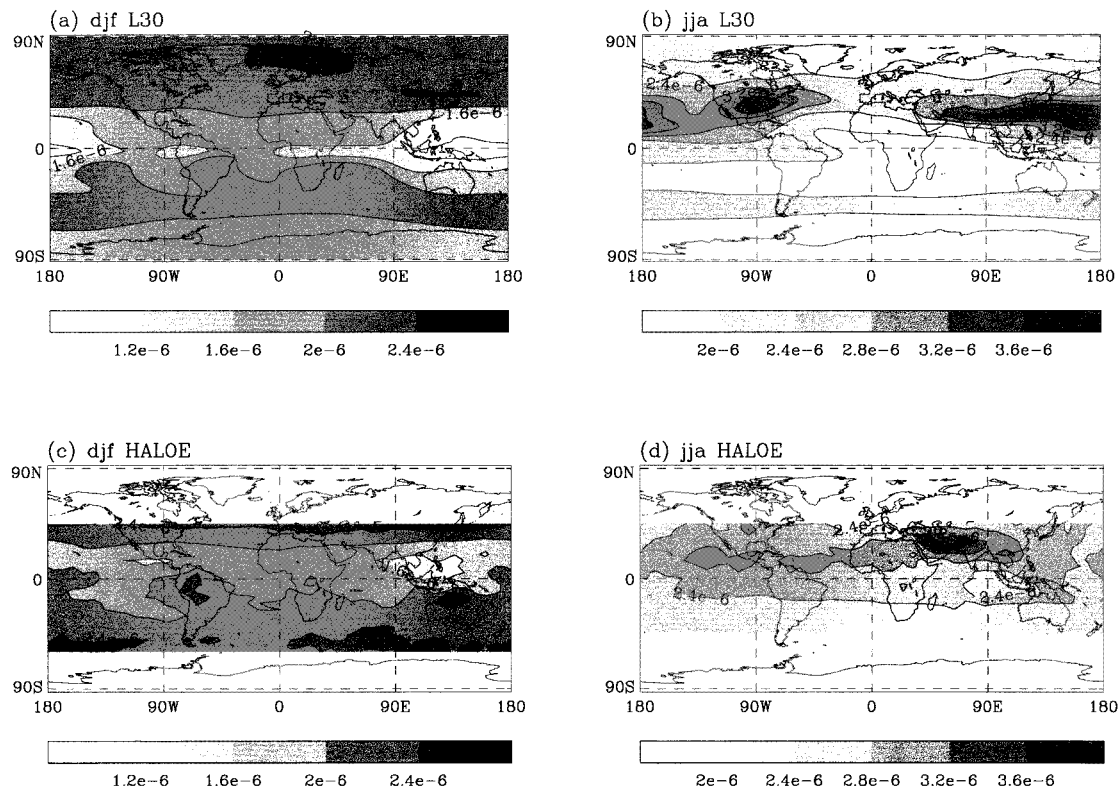 (a) djf L30
90N
0
90S
180 90W 0 90E 180
1.6e-6
1.6e-6
1.2e-6 1.6e-6 2e-6 2.4e-6
(b) jja L30
90N
0
90S
180 90W 0 90E 180
2.4e-6
2e-6 2.4e-6 2.8e-6 3.2e-6 3.6e-6
(c) djf HALOE
90N
0
90S
180 90W 0 90E 180
1.2e-6 1.6e-6 2e-6 2.4e-6
(d) jja HALOE
90N
0
90S
180 90W 0 90E 180
2.4e-6
2.4e-6
2.4e-6
2e-6 2.4e-6 2.8e-6 3.2e-6 3.6e-6